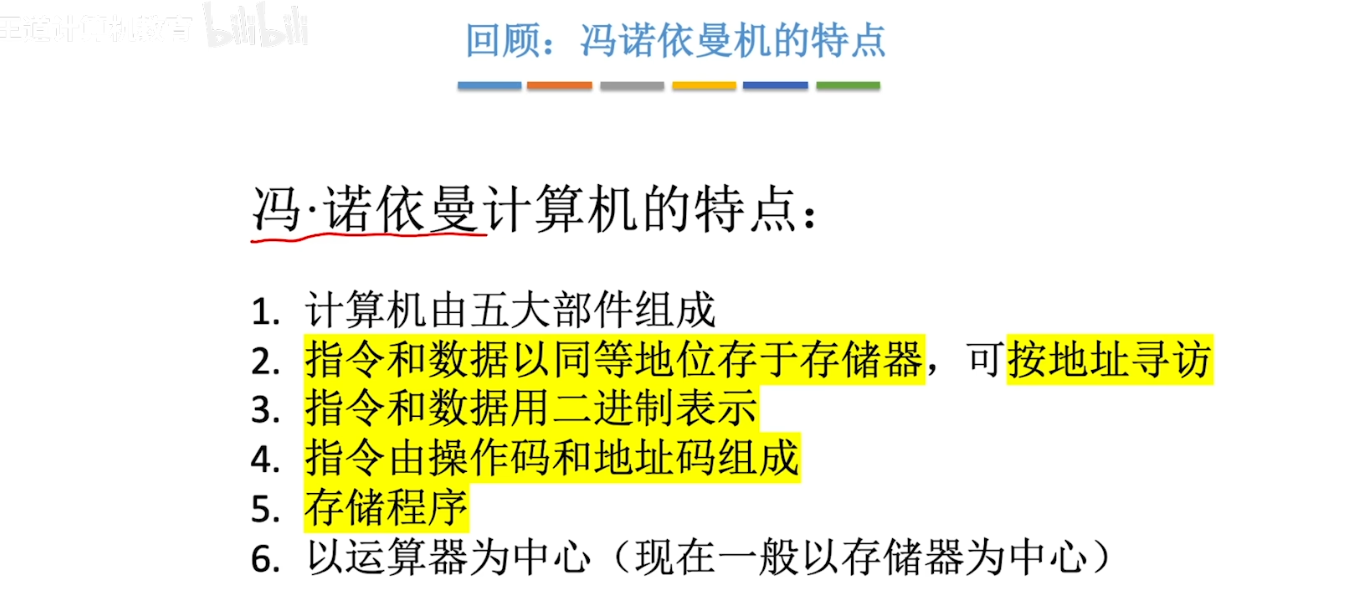 王道计算机教育 bilibili
回顾：冯诺依曼机的特点
冯·诺依曼计算机的特点：
1. 计算机由五大部件组成
2. 指令和数据以同等地位存于存储器，可按地址寻访
3. 指令和数据用二进制表示
4. 指令由操作码和地址码组成
5. 存储程序
6. 以运算器为中心（现在一般以存储器为中心）